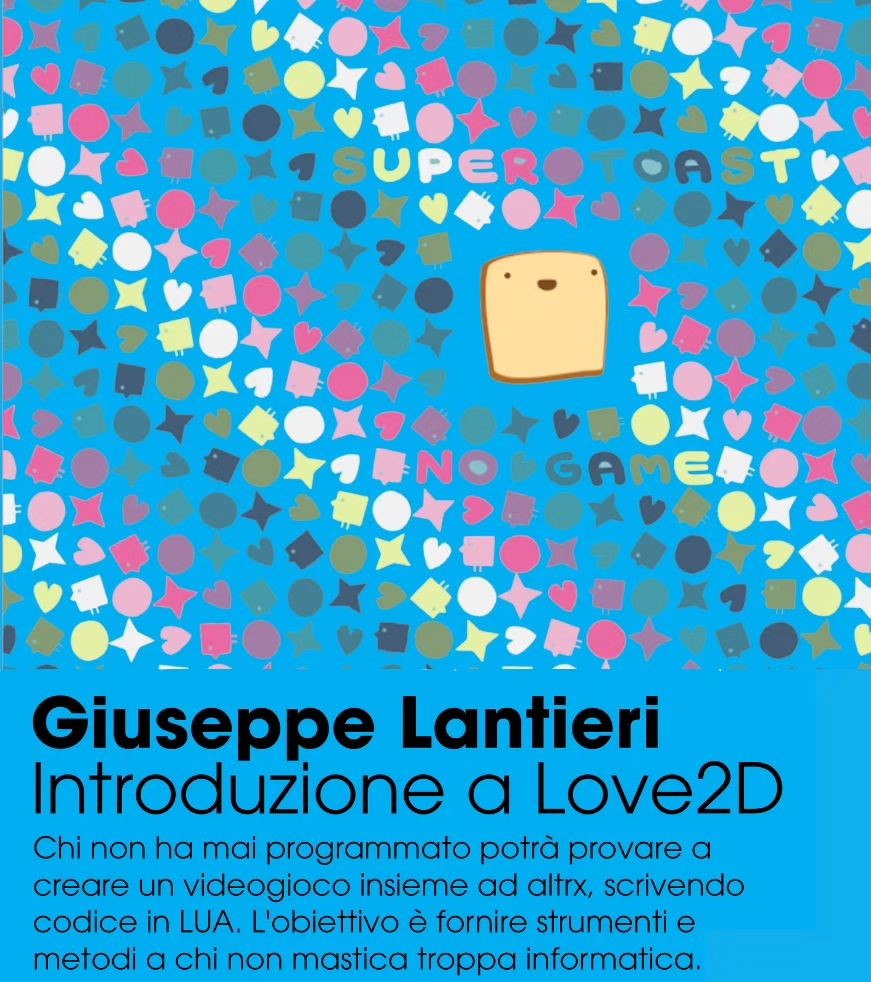 SUPER TOAST
NO GAME
Giuseppe Lantieri
Introduzione a Love2D
Chi non ha mai programmato potrà provare a
creare un videogioco insieme ad altrx, scrivendo
codice in LUA. L'obiettivo è fornire strumenti e
metodi a chi non mastica troppa informatica.